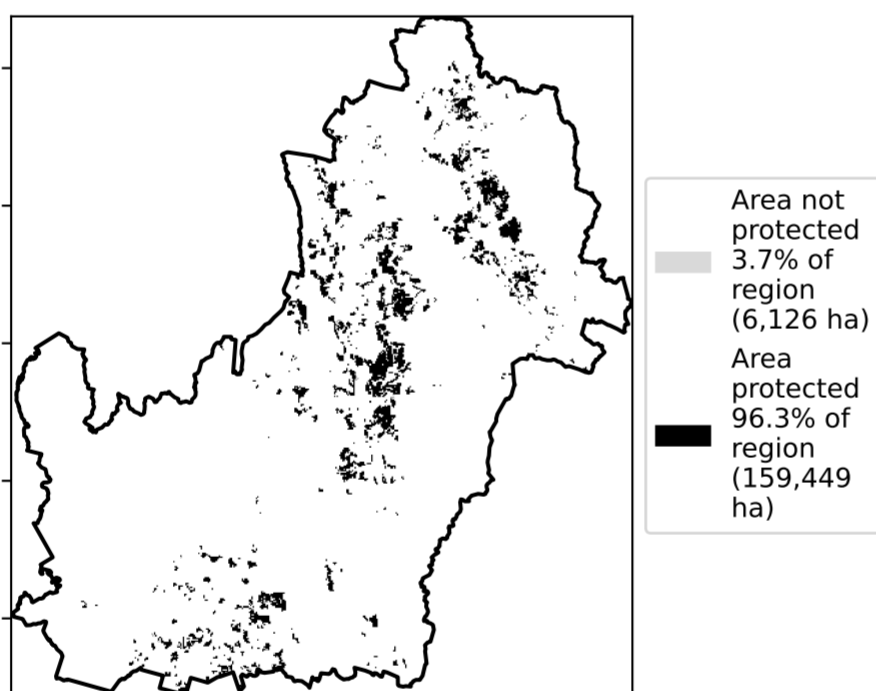 Area not
protected
3.7% of
region
(6,126 ha)
Area
protected
96.3% of
region
(159,449
ha)